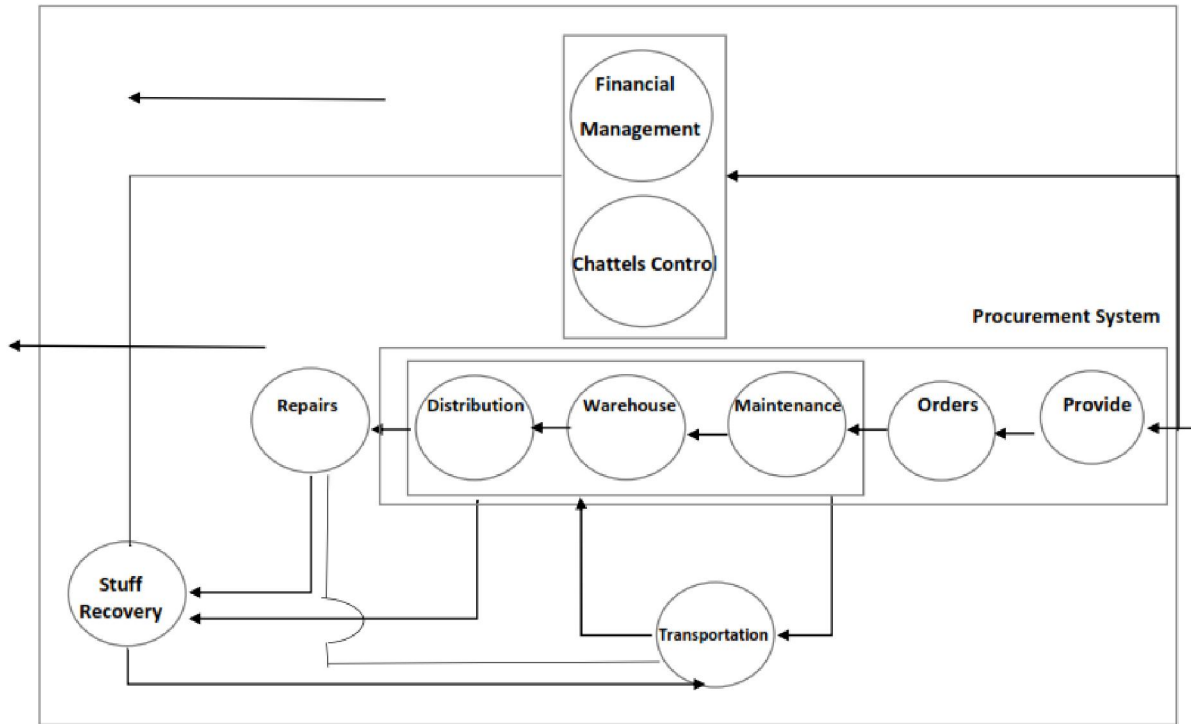 Financial
Management
Chattels Control
Procurement System
Repairs
Distribution
Warehouse
Maintenance
Orders
Provide
Stuff
Recovery
Transportation